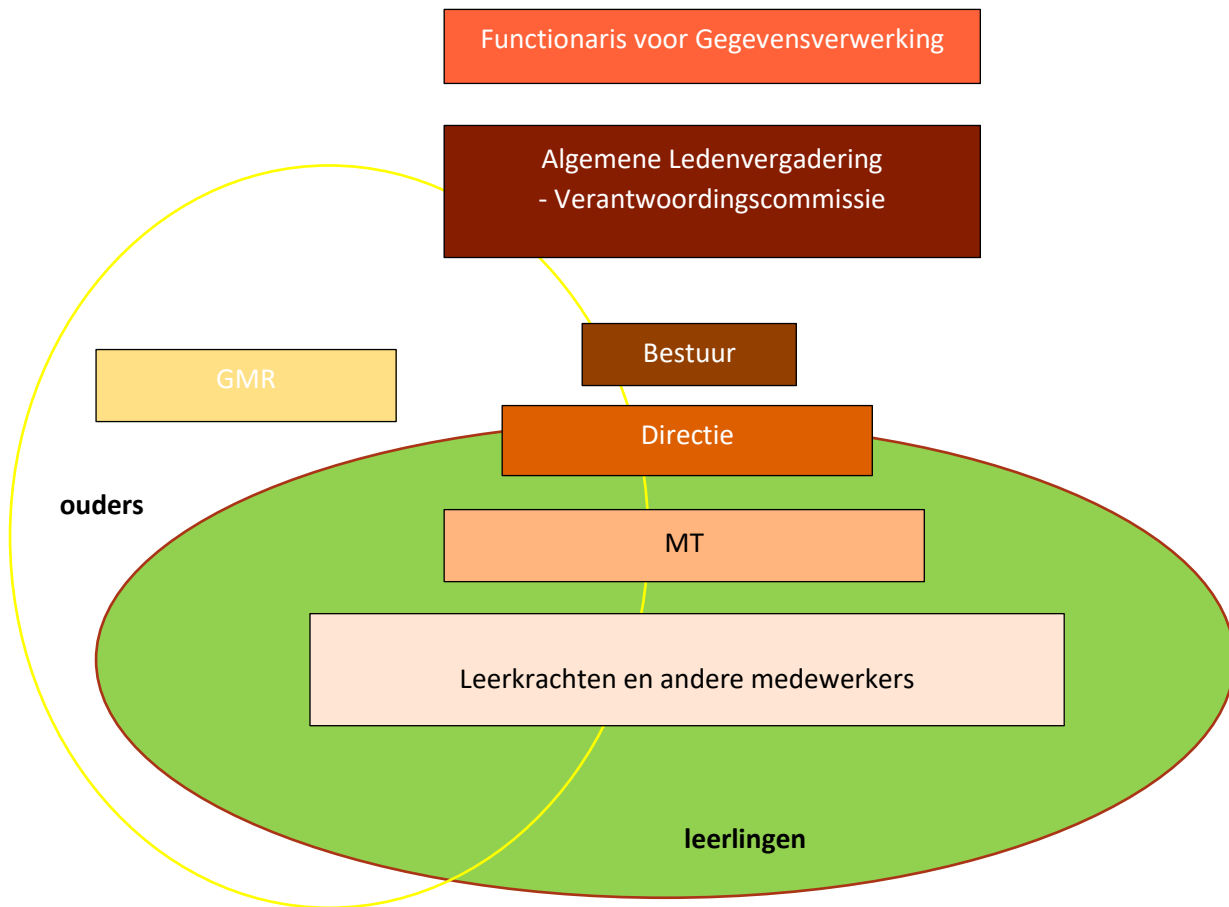 Functionaris voor Gegevensverwerking
Algemene Ledenvergadering
- Verantwoordingscommissie
Bestuur
GMR
Directie
ouders
MT
Leerkrachten en andere medewerkers
leerlingen